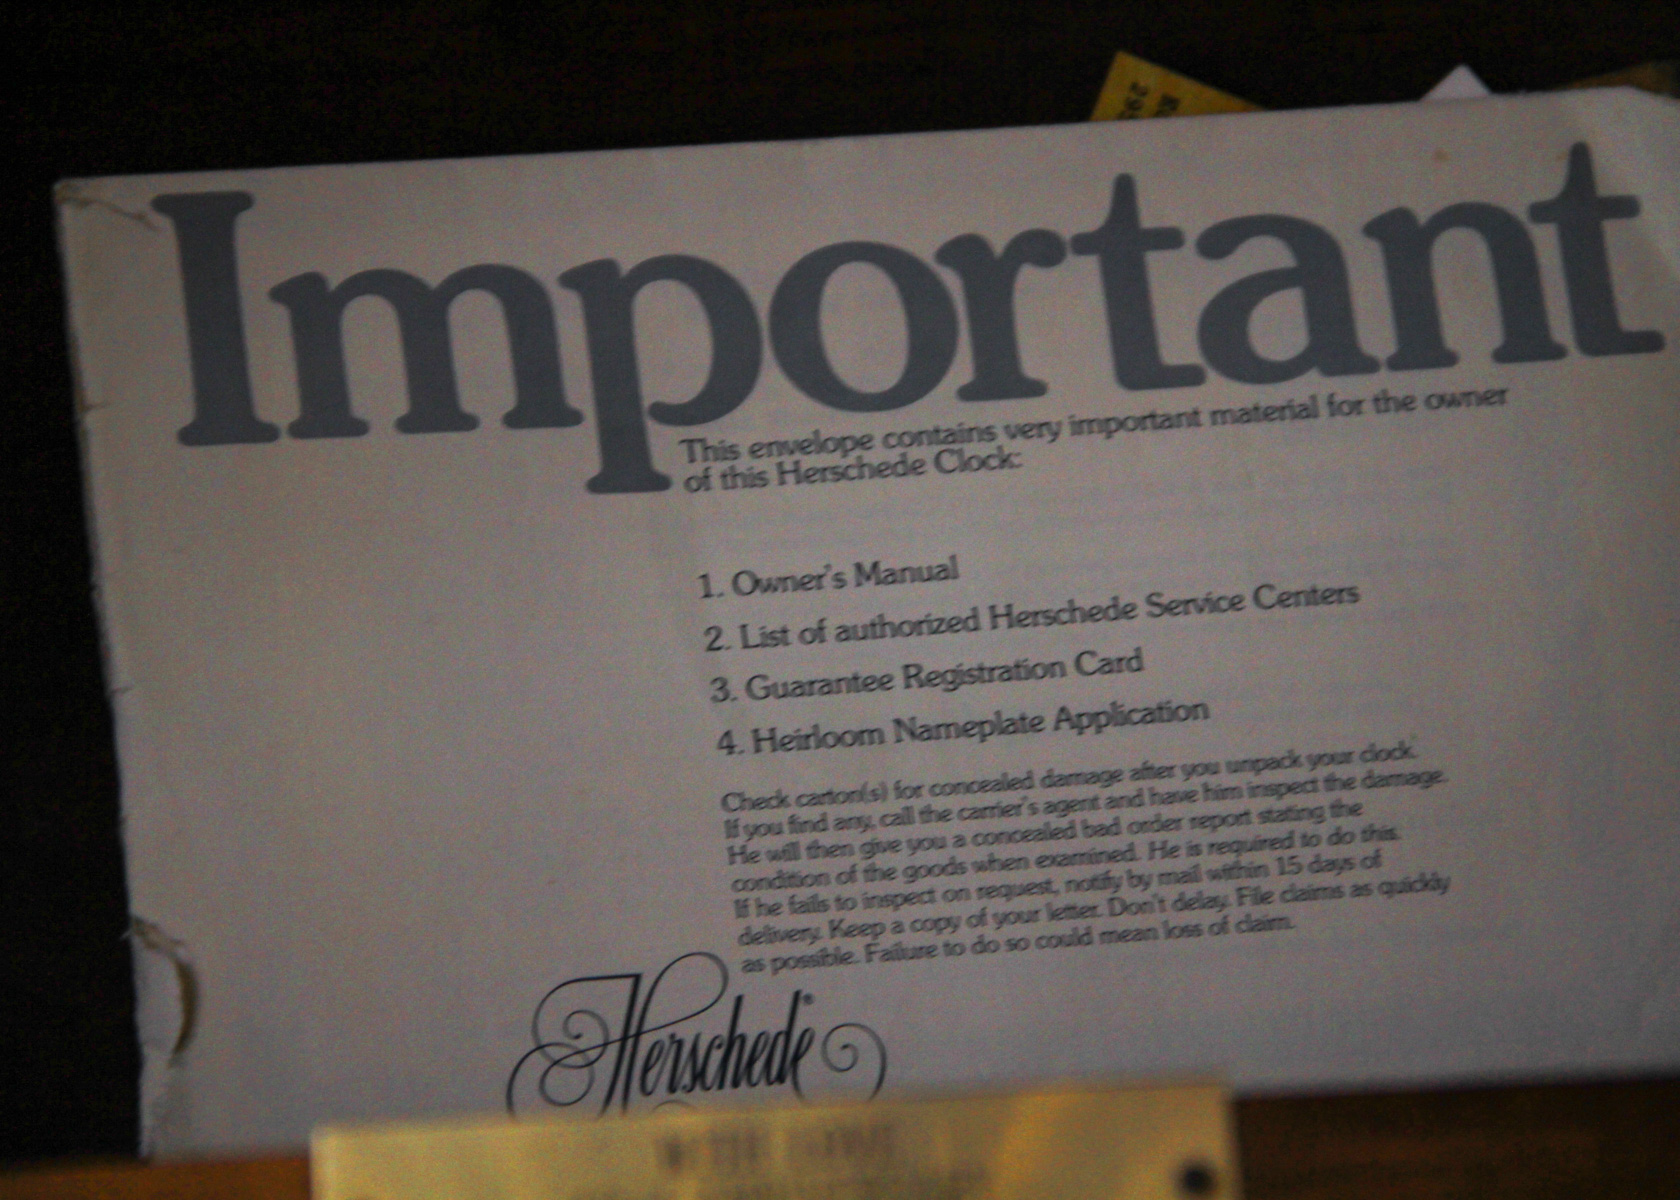 Important
This envelope contains very important material for the owner
of this Herschede Clock:
1. Owner's Manual
2. List of authorized Herschede Service Centers
3. Guarantee Registration Card
4. Heirloom Nameplate Application
Check carton(s) for concealed damage after you unpack your clock.
If you find any, call the carrier's agent and have him inspect the damage.
He will then give you a concealed bad order report stating the
condition of the goods when examined. He is required to do this.
If he fails to inspect on request, notify by mail within 15 days of
delivery. Keep a copy of your letter. Don't delay. File claims as quickly
as possible. Failure to do so could mean loss of claim.
Herschede®